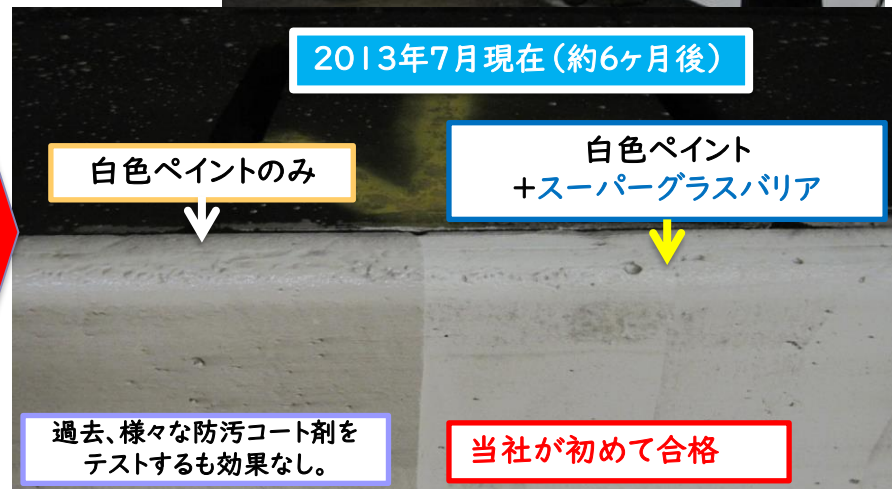 2013年7月現在(約6ヶ月後)
白色ペイントのみ
白色ペイント
+スーパーグラスバリア
過去、様々な防汚コート剤を
テストするも効果なし。
当社が初めて合格